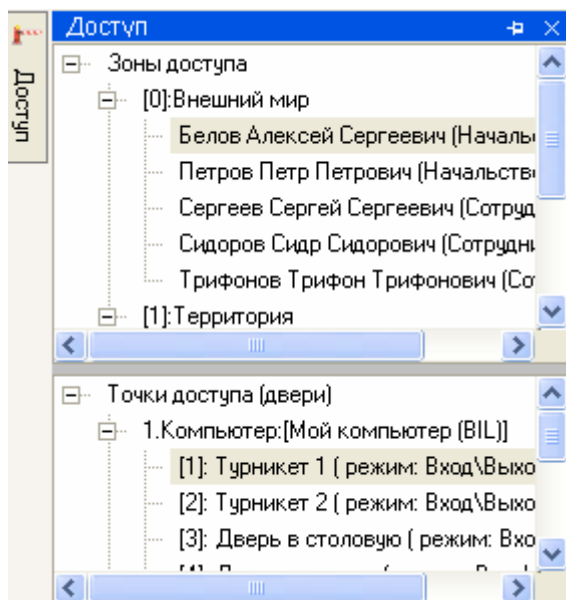 Доступ
Доступ
Зоны доступа
[0]:Внешний мир
Белов Алексей Сергеевич (Началь
Петров Петр Петрович (Начальств
Сергеев Сергей Сергеевич (Сотруд
Сидоров Сидр Сидорович (Сотрудни
Трифонов Трифон Трифонович (Со
[1]:Территория
Точки доступа (двери)
1.Компьютер:[Мой компьютер (BIL)]
[1]: Турникет 1 ( режим: Вход\Выхо
[2]: Турникет 2 ( режим: Вход\Выхо
[3]: Дверь в столовую ( режим: Вхо